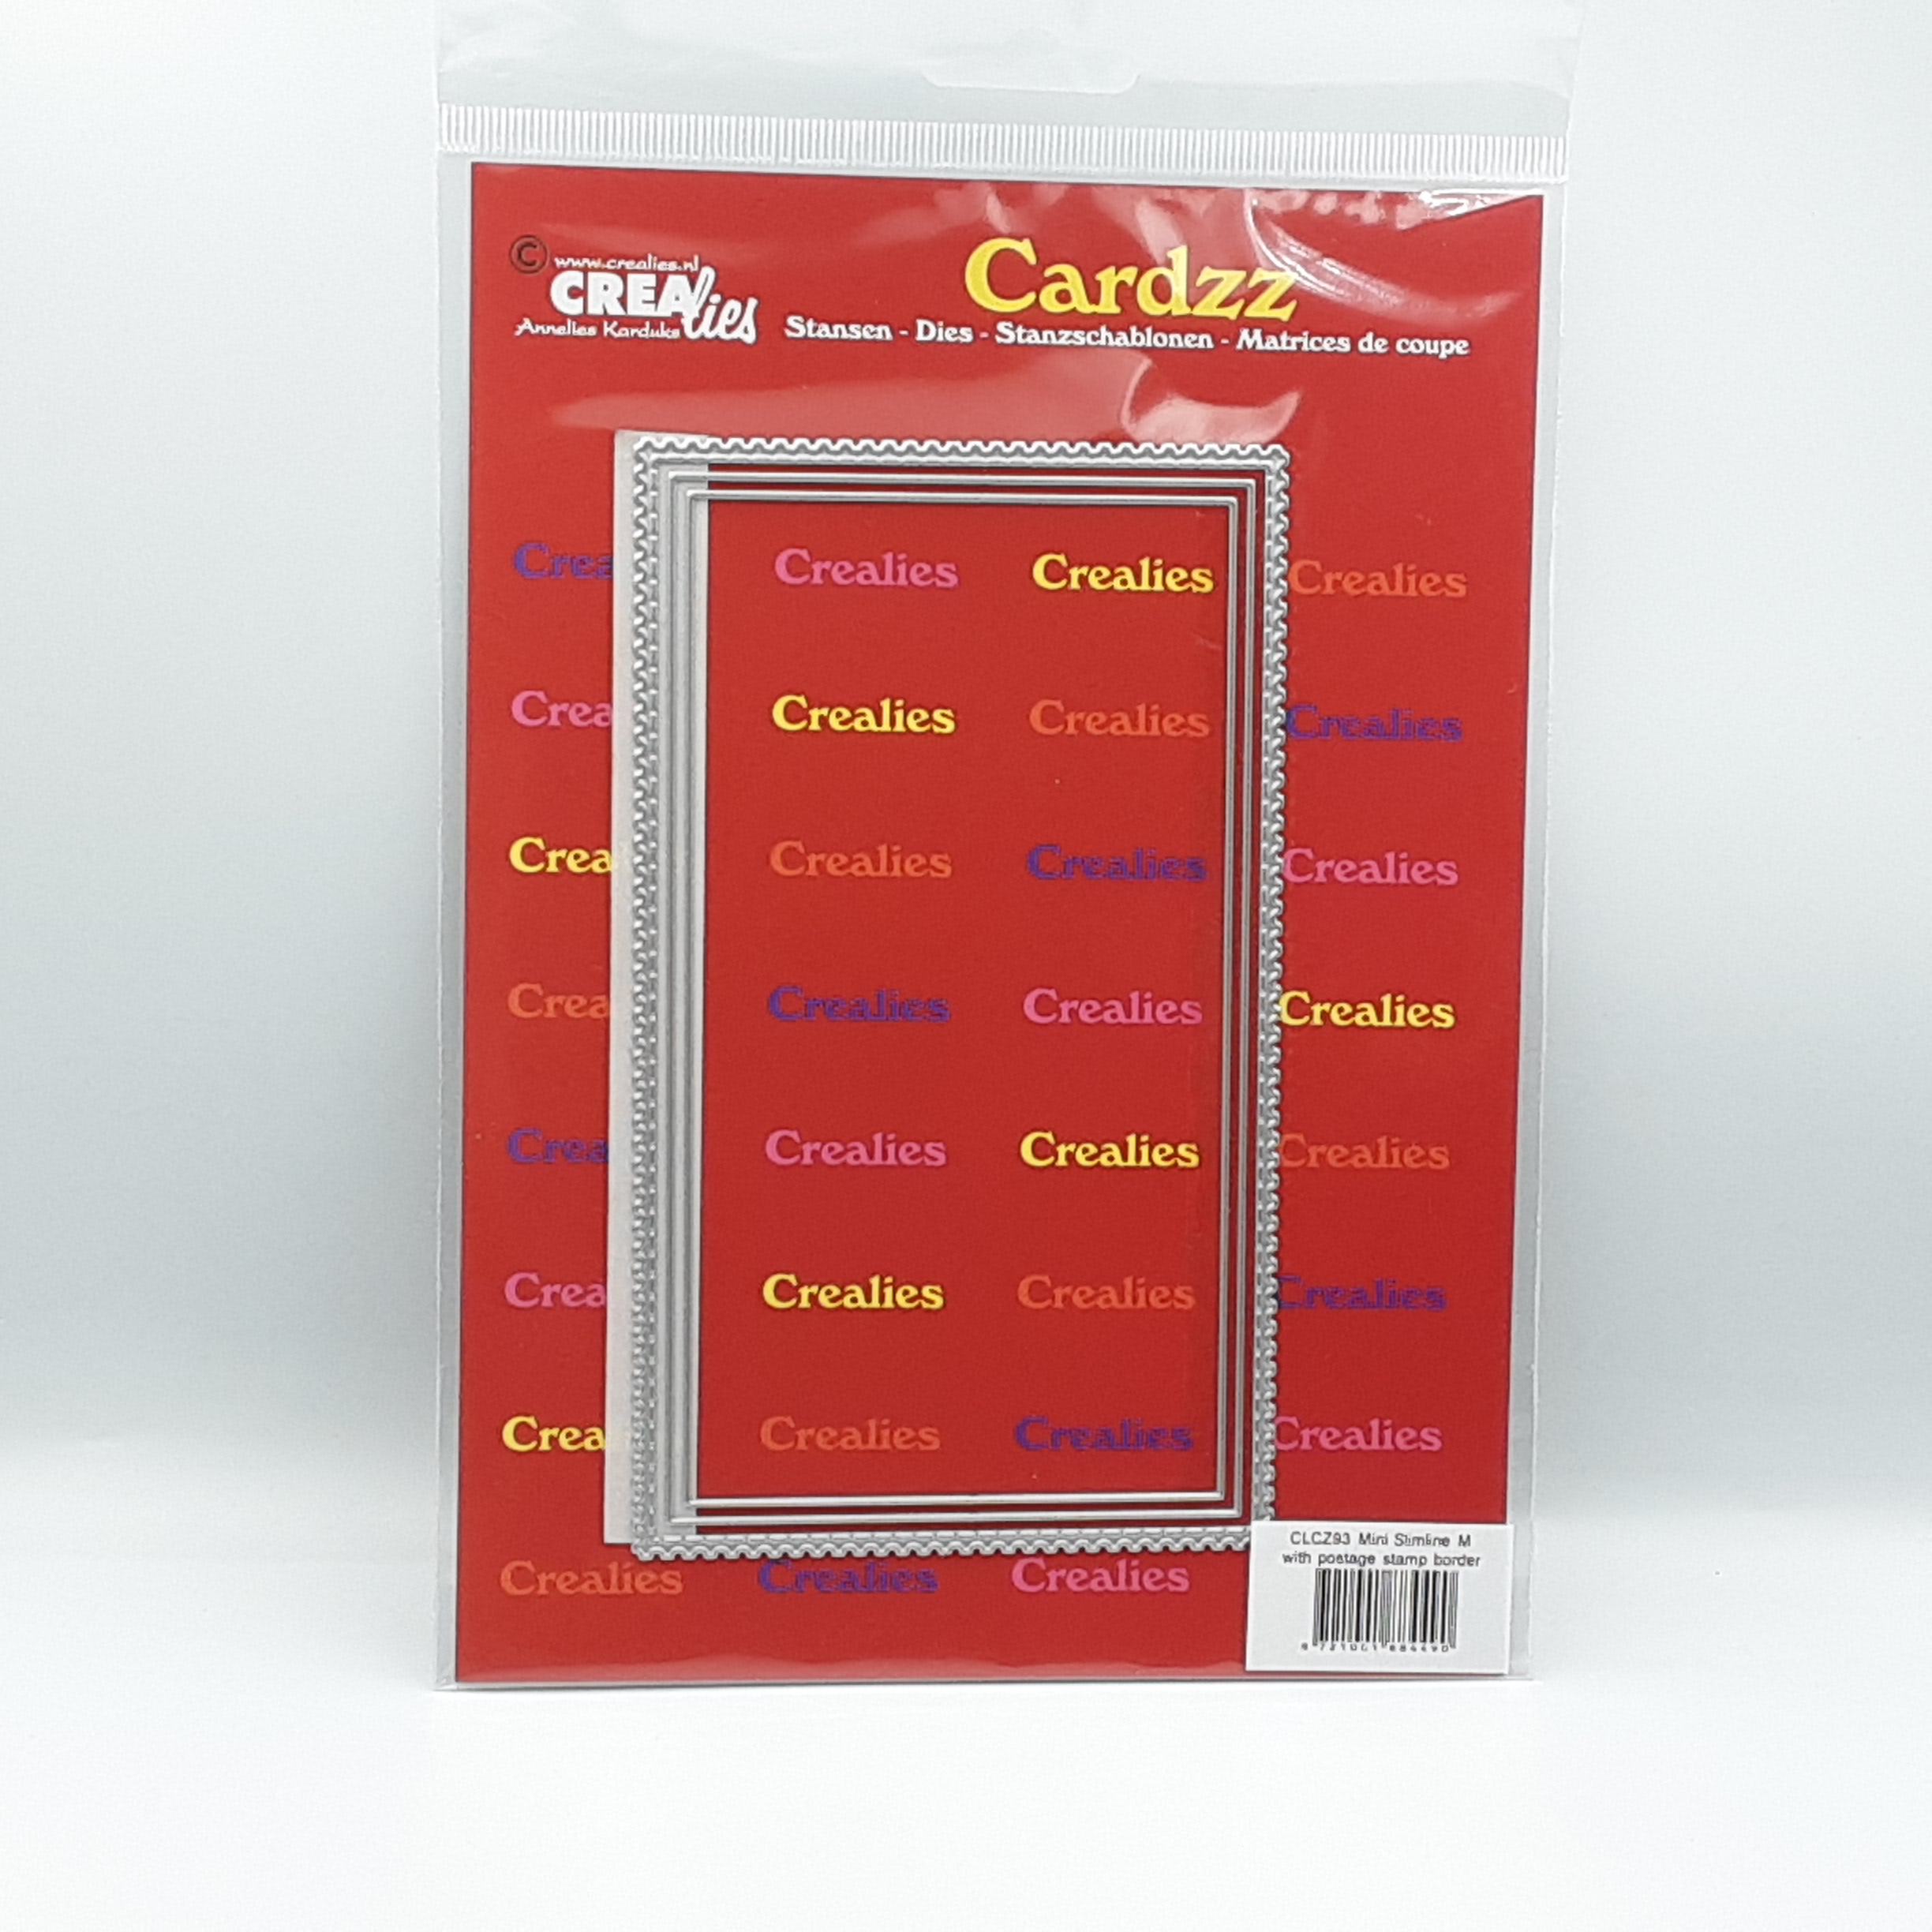 ©
www.crealies.nl
CREAlies
Annelies Karduks
Cardzz
Stansen - Dies - Stanzschablonen - Matrices de coupe
Crea Crealies Crealies Crealies
Crea Crealies Crealies Crealies
Crea Crealies Crealies Crealies
Crea Crealies Crealies Crealies
Crea Crealies Crealies Crealies
Crea Crealies Crealies Crealies
Crea Crealies Crealies Crealies
Crealies Crealies Crealies
CLCZ93 Mini Slimline M
with postage stamp border